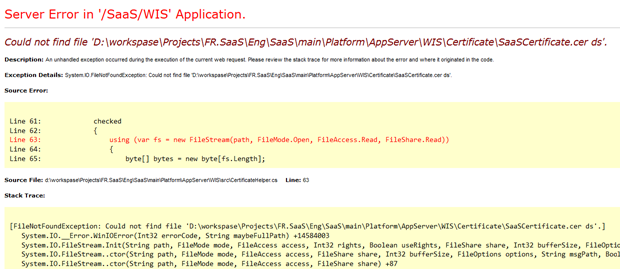 Server Error in '/SaaS/WIS' Application.
Could not find file 'D:\workspase\Projects\FR.SaaS\Eng\SaaS\main\Platform\AppServer\WIS\Certificate\SaaSCertificate.cer ds'.
Description: An unhandled exception occurred during the execution of the current web request. Please review the stack trace for more information about the error and where it originated in the code.
Exception Details: System.IO.FileNotFoundException: Could not find file 'D:\workspase\Projects\FR.SaaS\Eng\SaaS\main\Platform\AppServer\WIS\Certificate\SaaSCertificate.cer ds'.
Source Error:
Line 61: checked
Line 62: {
Line 63: using (var fs = new FileStream(path, FileMode.Open, FileAccess.Read, FileShare.Read))
Line 64: {
Line 65: byte[] bytes = new byte[fs.Length];
Source File: d:\workspase\Projects\FR.SaaS\Eng\SaaS\main\Platform\AppServer\WIS\src\CertificateHelper.cs Line: 63
Stack Trace:
[FileNotFoundException: Could not find file 'D:\workspase\Projects\FR.SaaS\Eng\SaaS\main\Platform\AppServer\WIS\Certificate\SaaSCertificate.cer ds'.]
System.IO.__Error.WinIOError(Int32 errorCode, String maybeFullPath) +14584003
System.IO.FileStream.Init(String path, FileMode mode, FileAccess access, Int32 rights, Boolean useRights, FileShare share, Int32 bufferSize, FileOptio
System.IO.FileStream..ctor(String path, FileMode mode, FileAccess access, FileShare share, Int32 bufferSize, FileOptions options, String msgPath, Boo
System.IO.FileStream..ctor(String path, FileMode mode, FileAccess access, FileShare share) +87